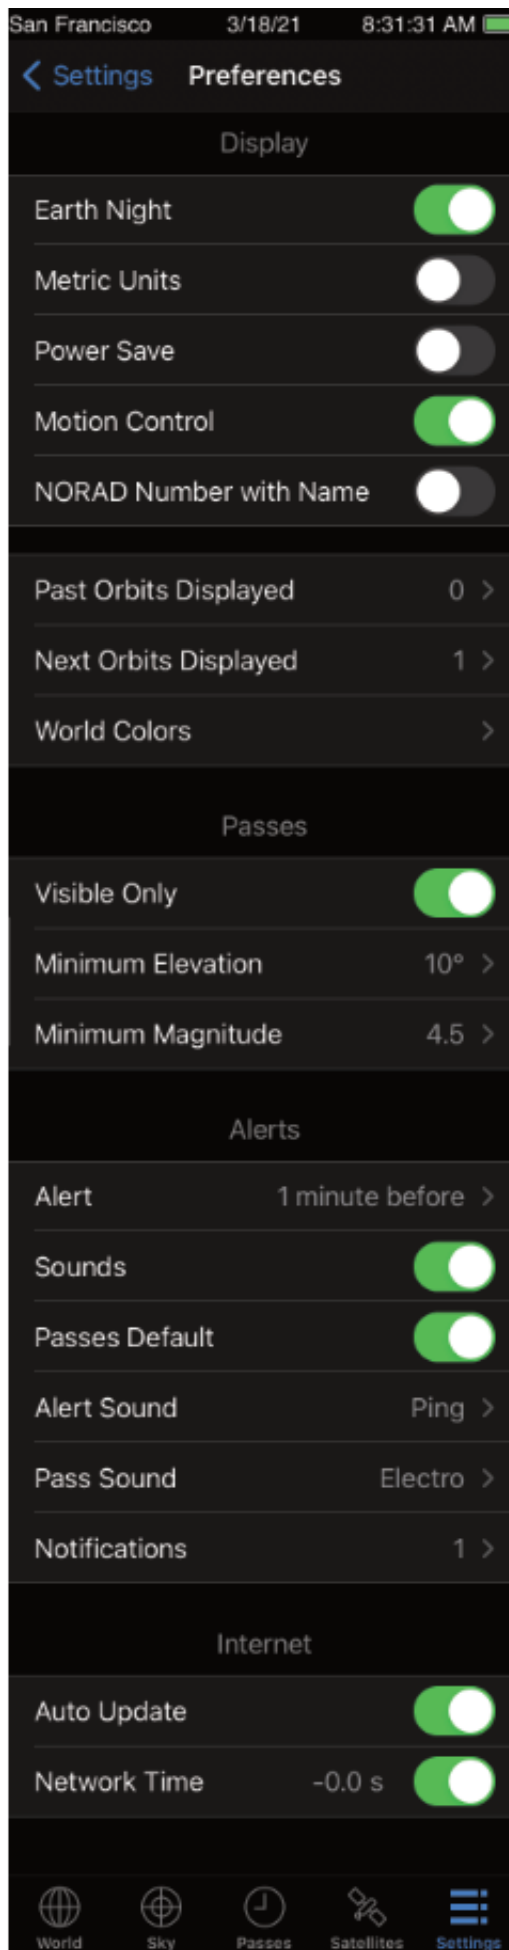 San Francisco 3/18/21 8:31:31 AM
Settings Preferences
Display
Earth Night
Metric Units
Power Save
Motion Control
NORAD Number with Name
Past Orbits Displayed 0
Next Orbits Displayed 1
World Colors
Passes
Visible Only
Minimum Elevation 10°
Minimum Magnitude 4.5
Alerts
Alert 1 minute before
Sounds
Passes Default
Alert Sound Ping
Pass Sound Electro
Notifications 1
Internet
Auto Update
Network Time -0.0 s
World Sky Passes Satellites Settings